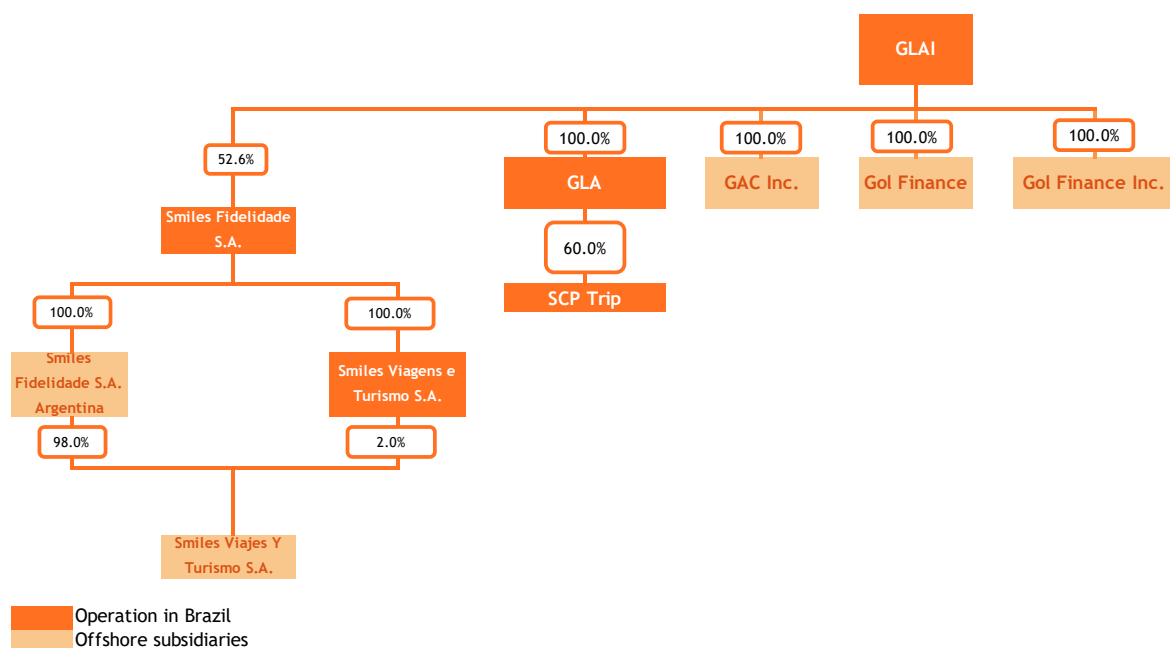 GLAI
52.6%
100.0%
100.0%
100.0%
100.0%
GLA
GAC Inc.
Gol Finance
Gol Finance Inc.
Smiles Fidelidade
S.A.
60.0%
SCP Trip
100.0%
100.0%
Smiles
Fidelidade S.A.
Argentina
Smiles Viagens e
Turismo S.A.
98.0%
2.0%
Smiles Viajes Y
Turismo S.A.
Operation in Brazil
Offshore subsidiaries